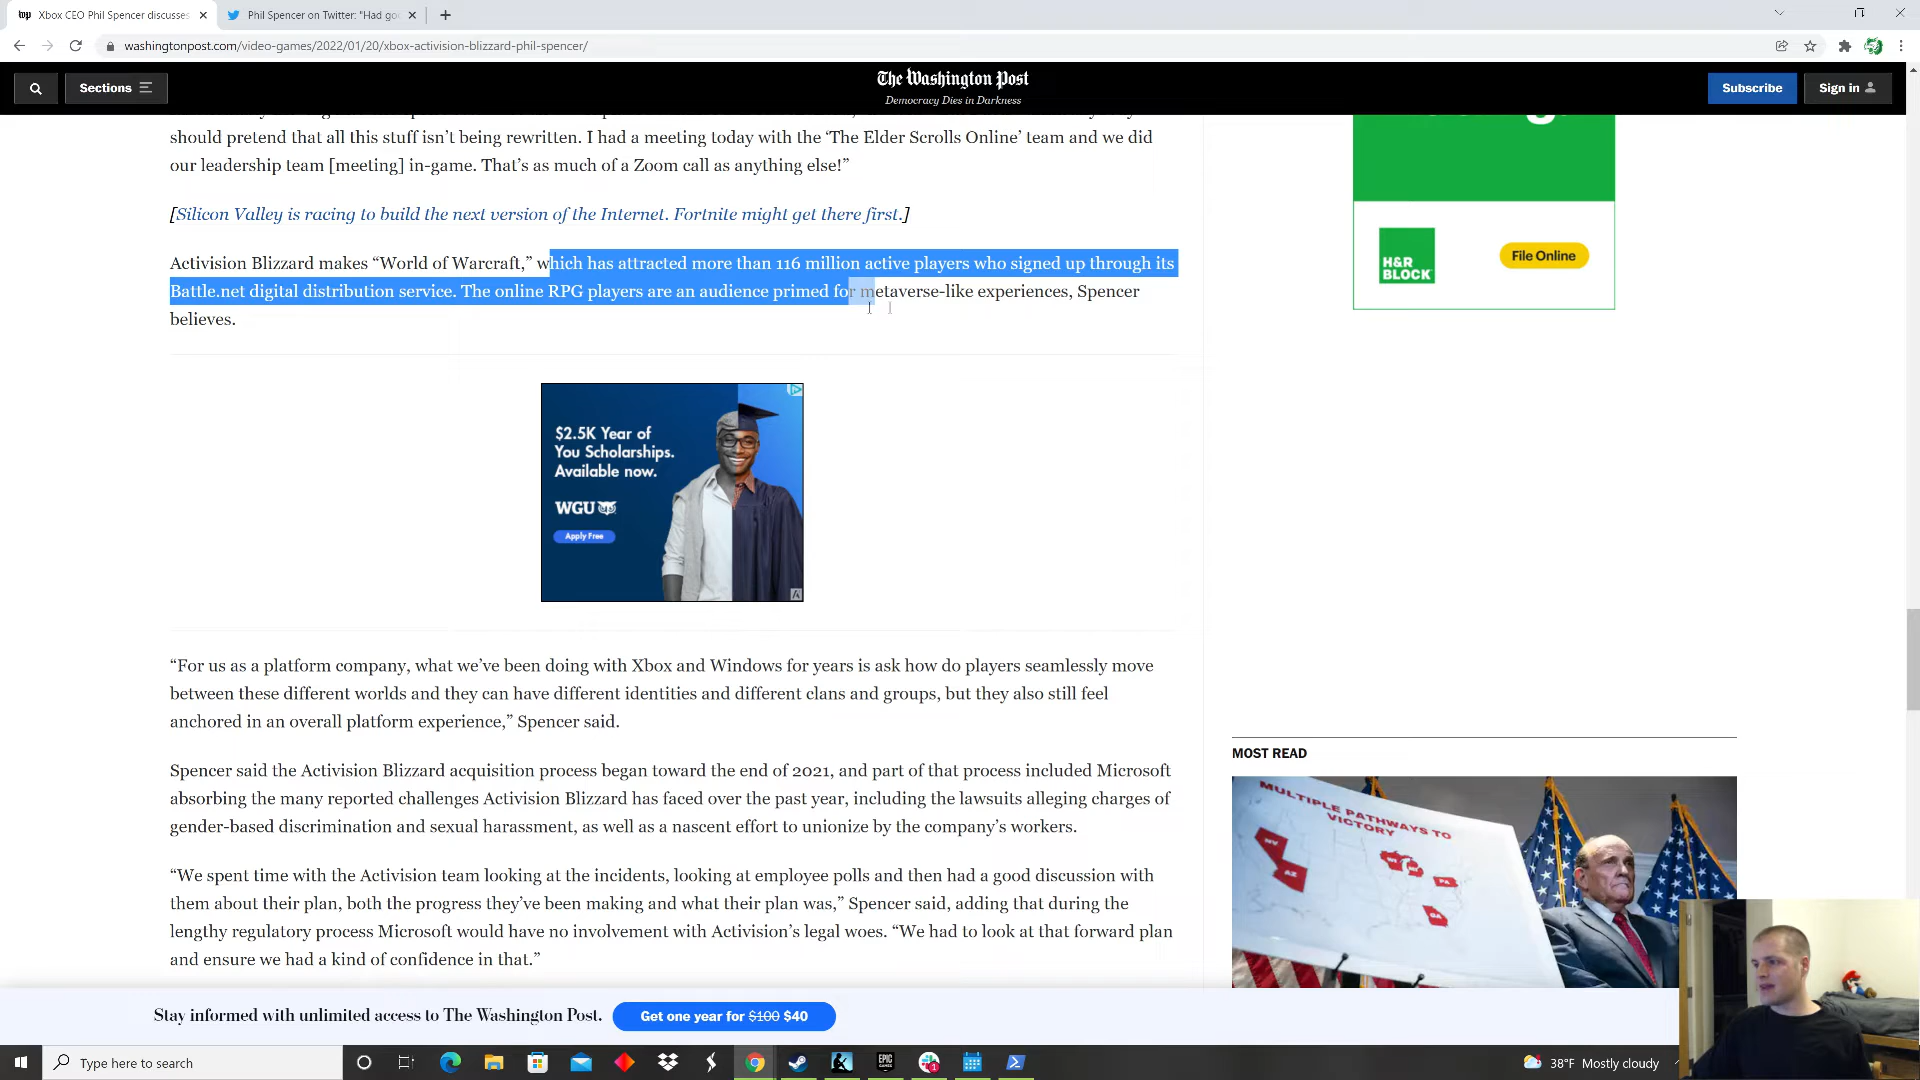 Xbox CEO Phil Spencer discusses
Phil Spencer on Twitter: "Had go
washingtonpost.com/video-games/2022/01/20/xbox-activision-blizzard-phil-spencer/
Sections
The Washington Post
Democracy Dies in Darkness
Subscribe
Sign in
should pretend that all this stuff isn’t being rewritten. I had a meeting today with the ‘The Elder Scrolls Online’ team and we did
our leadership team [meeting] in-game. That’s as much of a Zoom call as anything else!”
[Silicon Valley is racing to build the next version of the Internet. Fortnite might get there first.]
Activision Blizzard makes “World of Warcraft,” which has attracted more than 116 million active players who signed up through its
Battle.net digital distribution service. The online RPG players are an audience primed for metaverse-like experiences, Spencer
believes.
H&R
BLOCK
File Online
$2.5K Year of
You Scholarships.
Available now.
WGU
Apply Free
“For us as a platform company, what we’ve been doing with Xbox and Windows for years is ask how do players seamlessly move
between these different worlds and they can have different identities and different clans and groups, but they also still feel
anchored in an overall platform experience,” Spencer said.
Spencer said the Activision Blizzard acquisition process began toward the end of 2021, and part of that process included Microsoft
absorbing the many reported challenges Activision Blizzard has faced over the past year, including the lawsuits alleging charges of
gender-based discrimination and sexual harassment, as well as a nascent effort to unionize by the company’s workers.
“We spent time with the Activision team looking at the incidents, looking at employee polls and then had a good discussion with
them about their plan, both the progress they’ve been making and what their plan was,” Spencer said, adding that during the
lengthy regulatory process Microsoft would have no involvement with Activision’s legal woes. “We had to look at that forward plan
and ensure we had a kind of confidence in that.”
MOST READ
MULTIPLE PATHWAYS TO
VICTORY
NV
AZ
WI
MI
PA
GA
Stay informed with unlimited access to The Washington Post.
Get one year for $100 $40
Type here to search
EPIC
GAMES
1
38°F Mostly cloudy